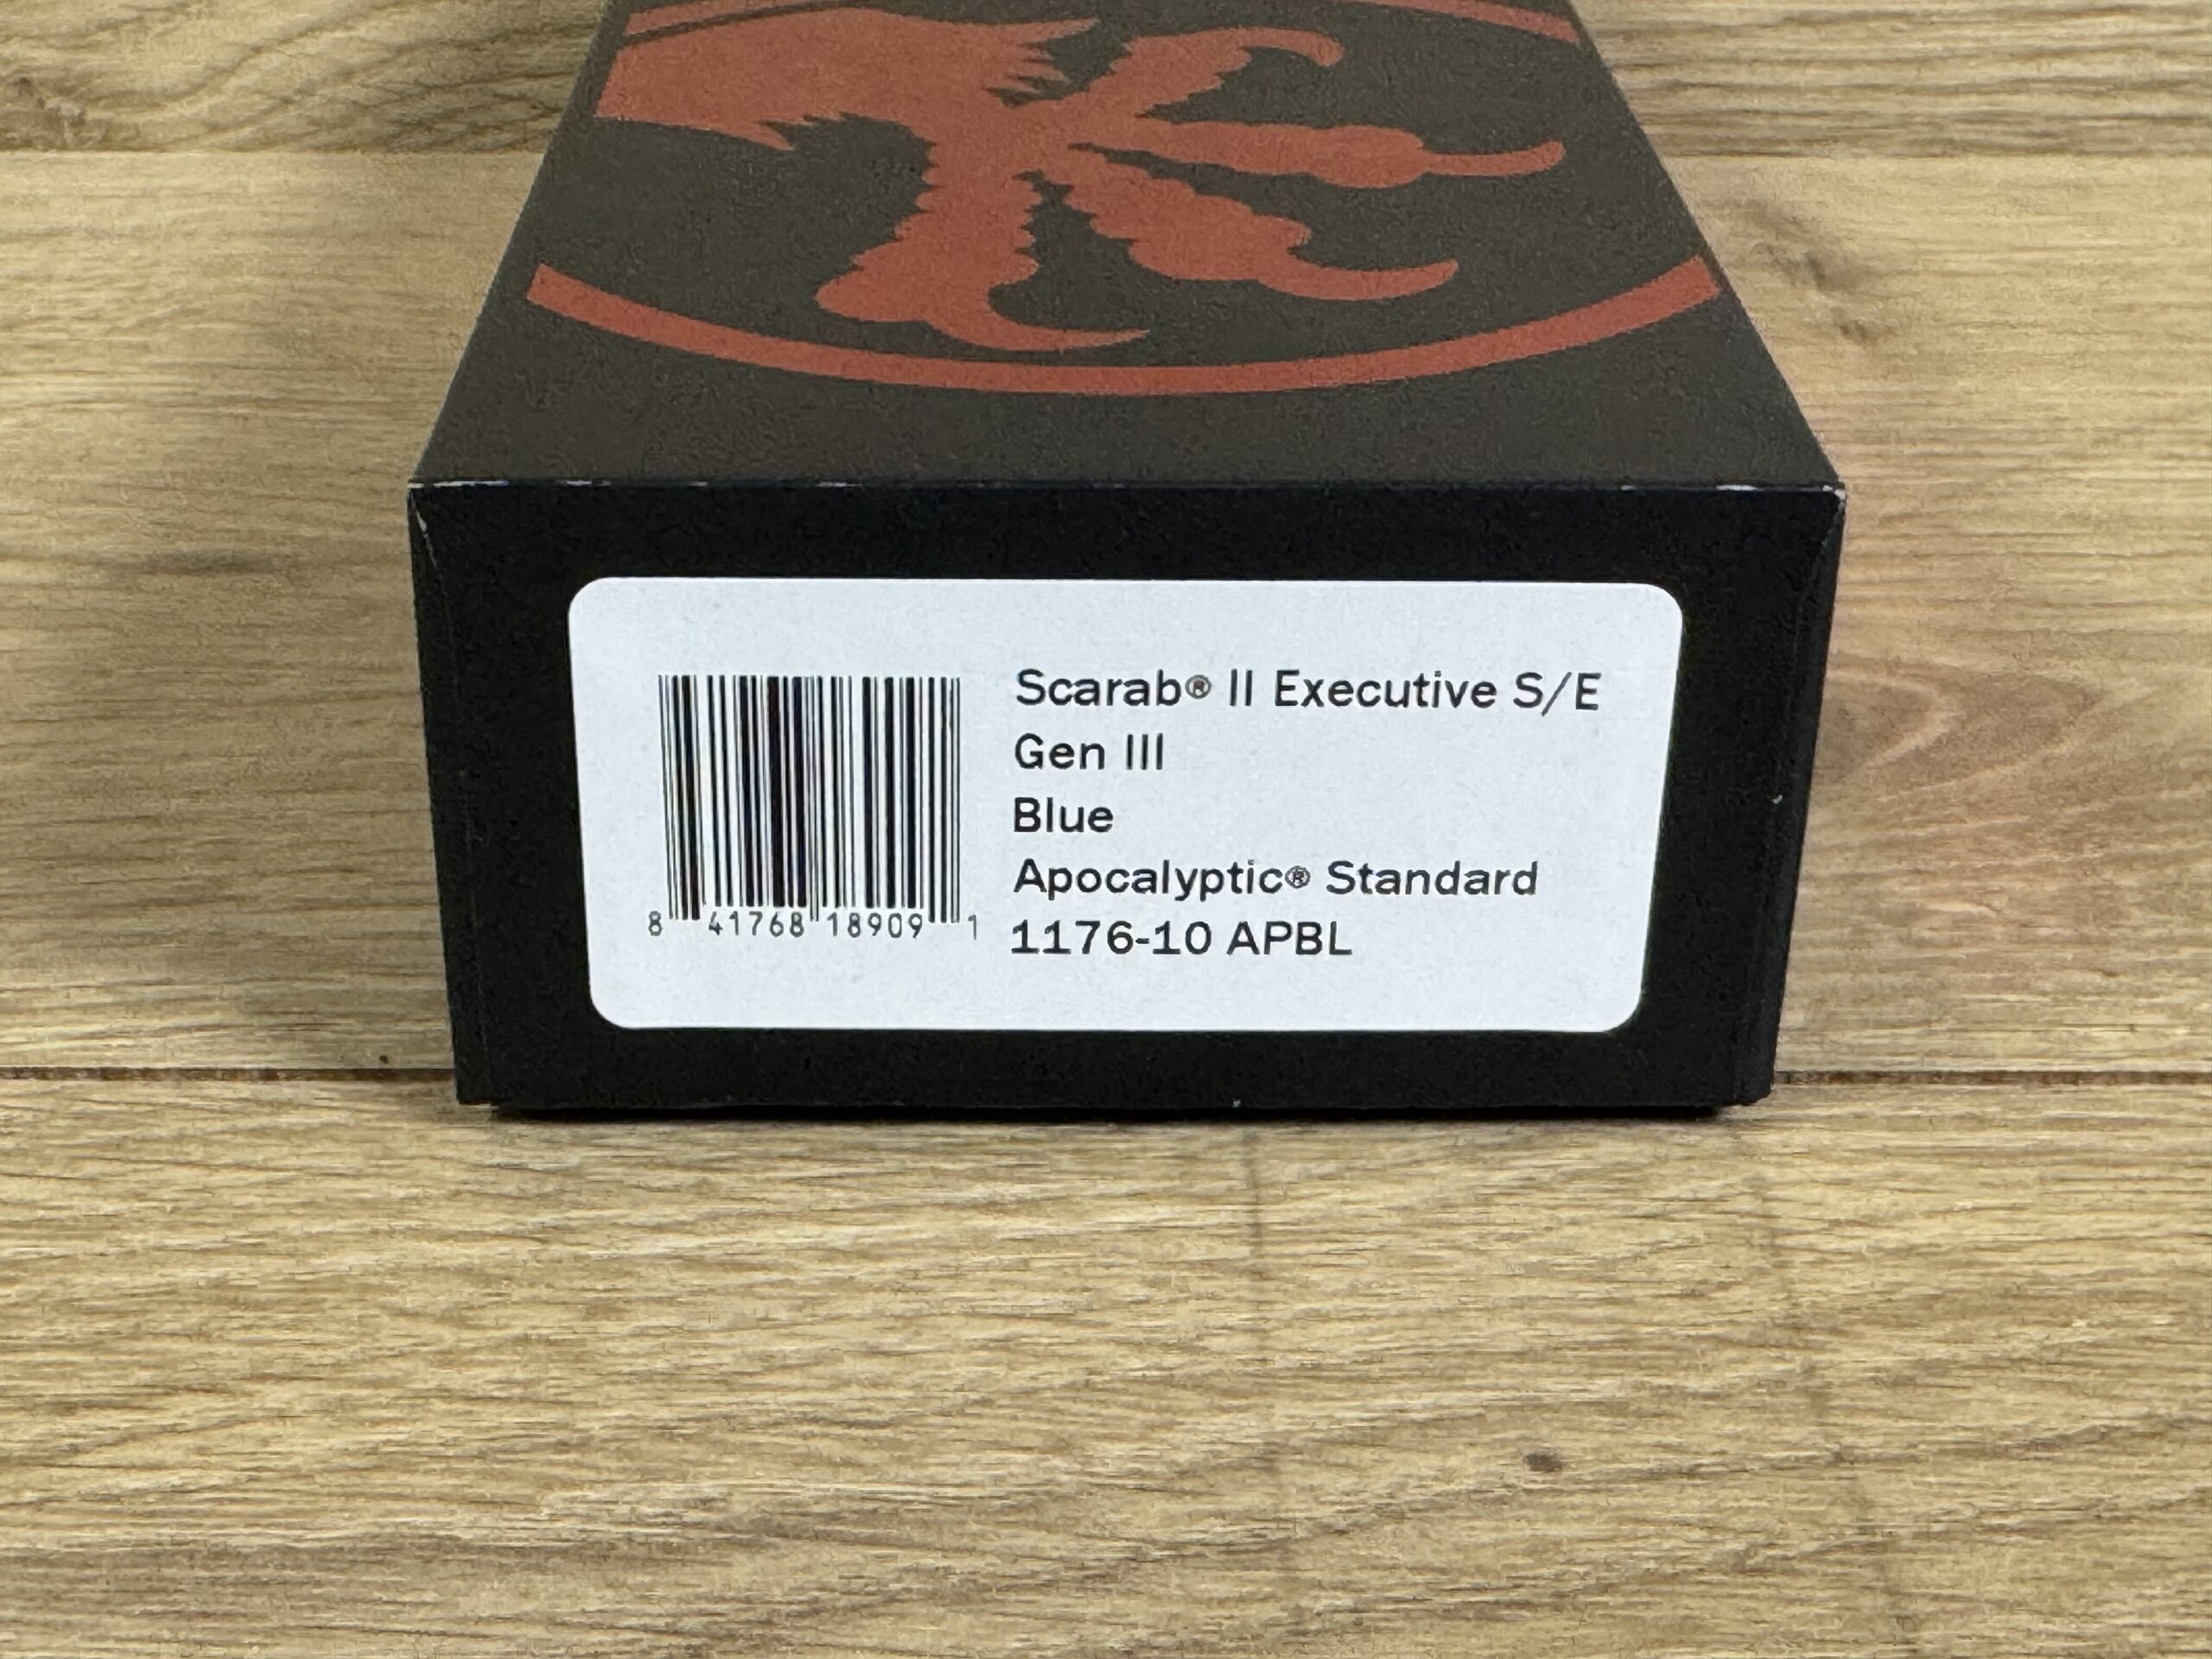 Scarab® II Executive S/E
Gen III
Blue
Apocalyptic® Standard
1176-10 APBL
8 41768 18909 1